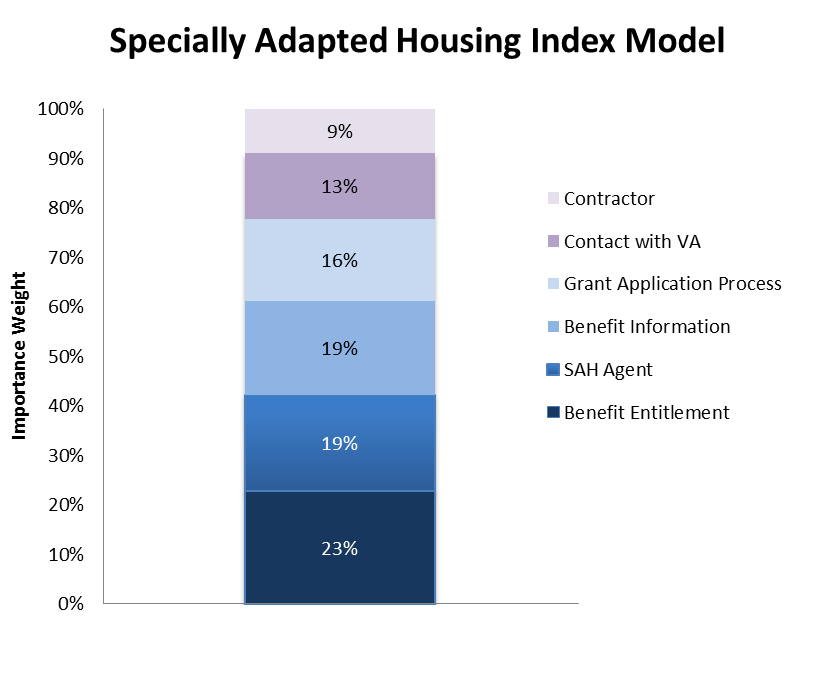 Specially Adapted Housing Index Model
Importance Weight
100%
90%
80%
70%
60%
50%
40%
30%
20%
10%
0%
9%
13%
16%
19%
19%
23%
Contractor
Contact with VA
Grant Application Process
Benefit Information
SAH Agent
Benefit Entitlement